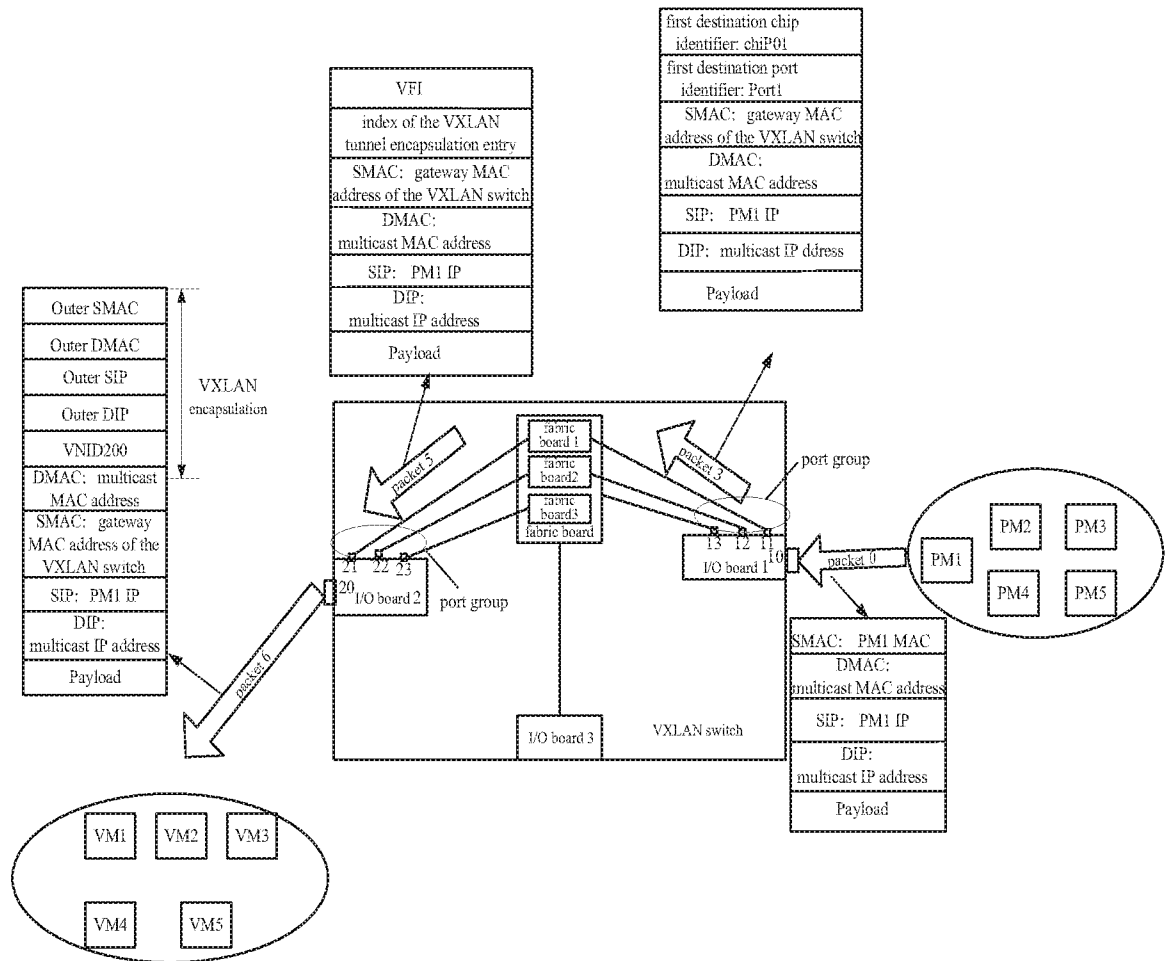 first destination chip
identifier: chiP01
first destination port
identifier: Port1
SMAC: gateway MAC
address of the VXLAN switch
DMAC:
multicast MAC address
SIP: PM1 IP
DIP: multicast IP ddress
Payload
VFI
index of the VXLAN
tunnel encapsulation entry
SMAC: gateway MAC
address of the VXLAN switch
DMAC:
multicast MAC address
SIP: PM1 IP
DIP:
multicast IP address
Payload
Outer SMAC
Outer DMAC
Outer SIP
Outer DIP
VNID200
DMAC: multicast
MAC address
SMAC: gateway
MAC address of the
VXLAN switch
SIP: PM1 IP
DIP:
multicast IP address
Payload
VXLAN
encapsulation
packet 5
fabric
board 1
fabric
board2
fabric
board3
fabric board
packet 3
port group
21
22
23
20
I/O board 2
port group
13
12
11
10
I/O board 1
packet 0
PM1
PM2
PM3
PM4
PM5
packet 6
I/O board 3
VXLAN switch
SMAC: PM1 MAC
DMAC:
multicast MAC address
SIP: PM1 IP
DIP:
multicast IP address
Payload
VM1
VM2
VM3
VM4
VM5